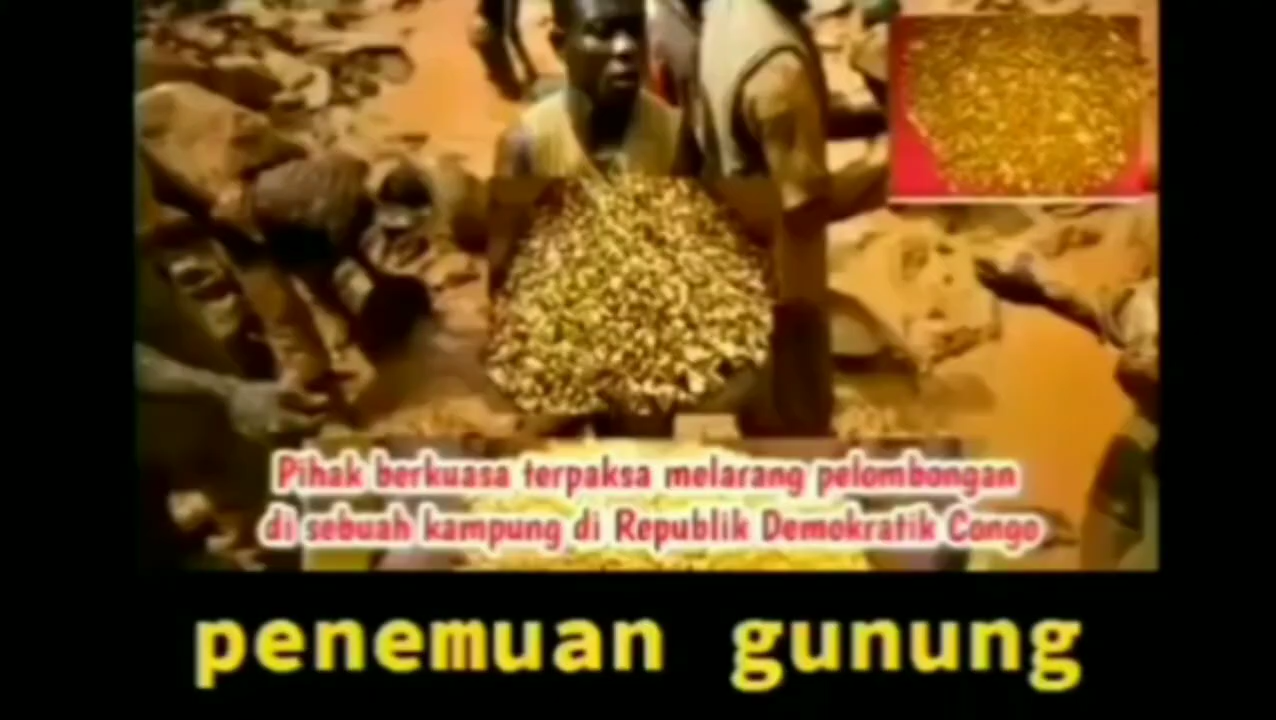 Pihak berkuasa terpaksa melarang pelombongan
di sebuah kampung di Republik Demokratik Congo
penemuan gunung